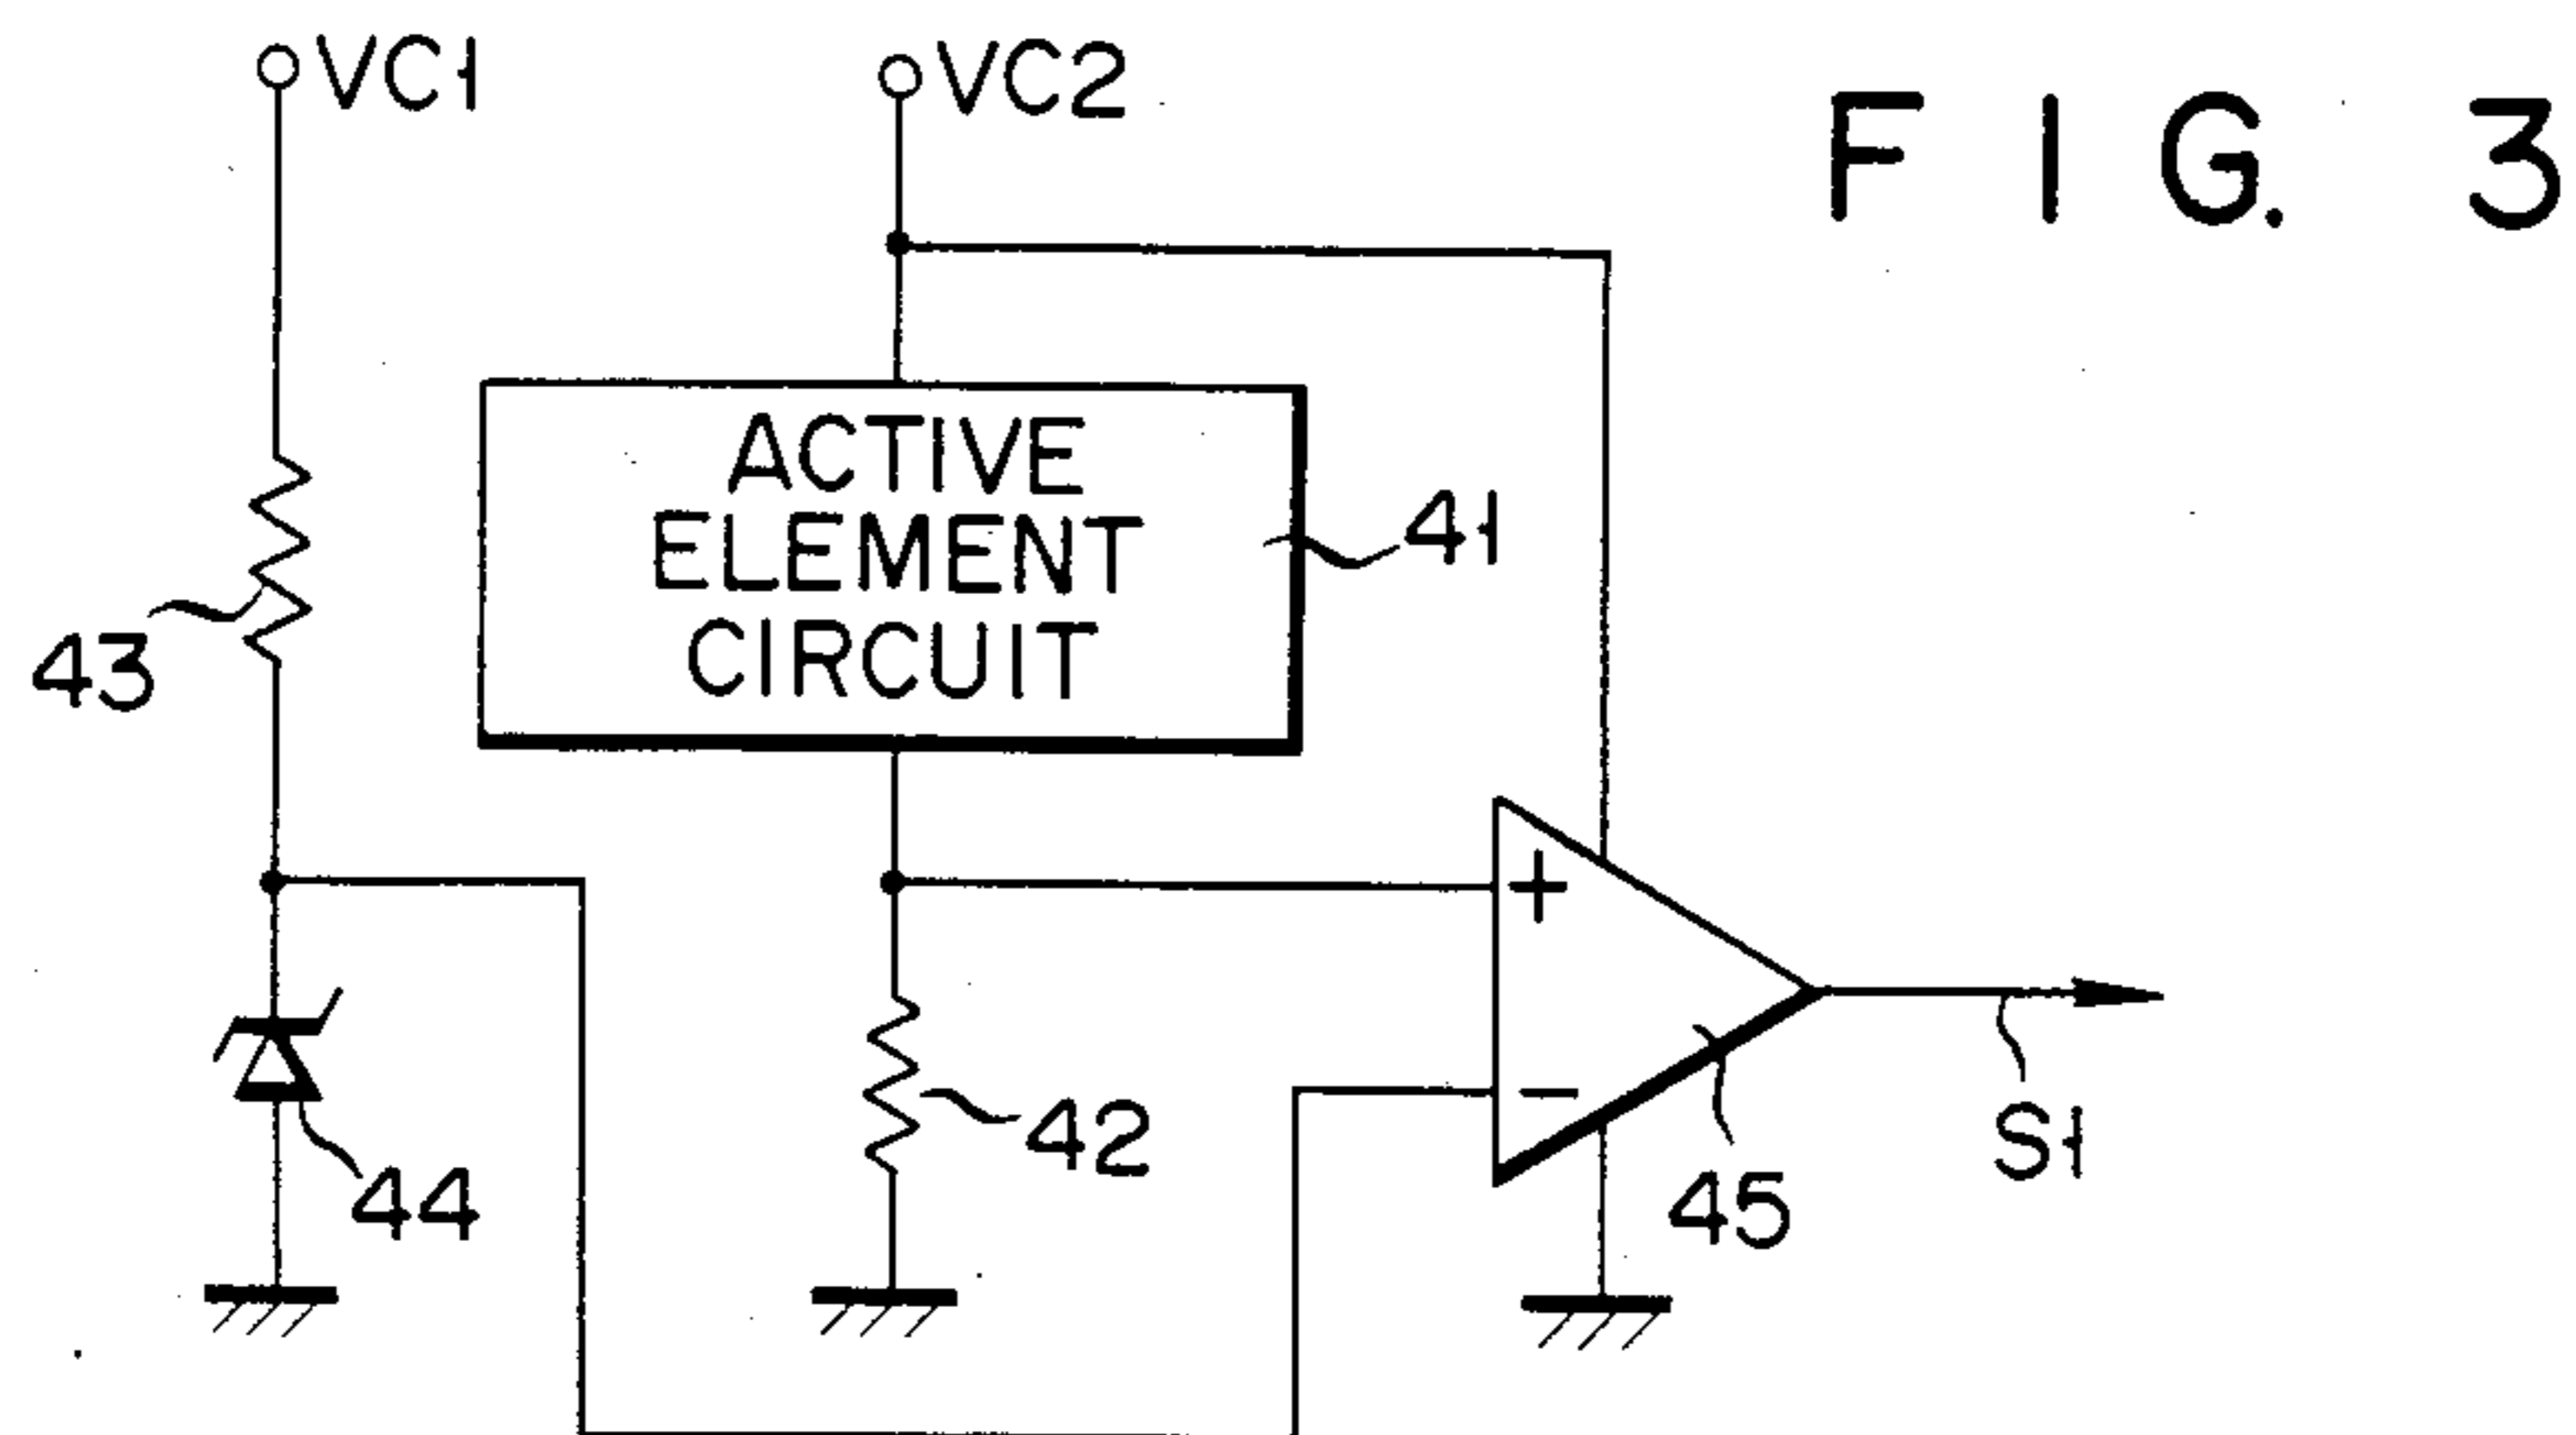 VC1
VC2
FIG. 3
ACTIVE
ELEMENT
CIRCUIT
41
43
+
−
42
44
45
S1